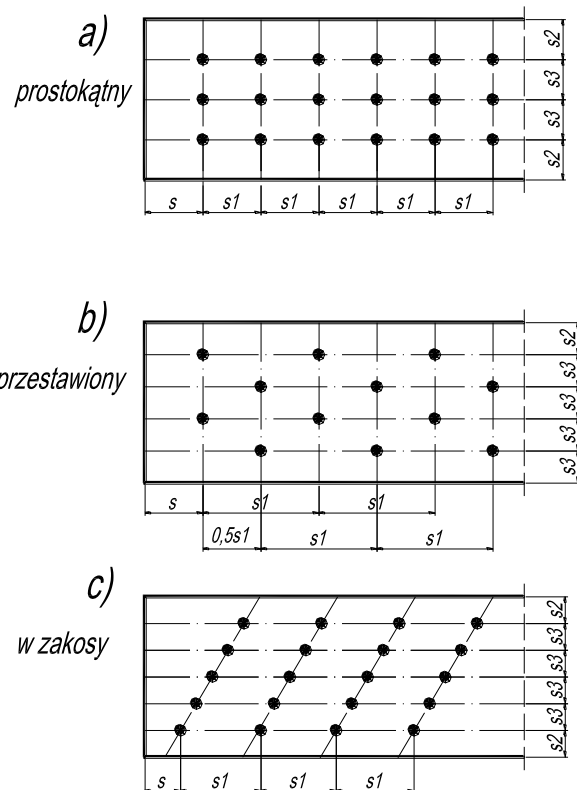 a)
prostokątny
s2
s3
s3
s2
s s1 s1 s1 s1 s1
b)
przestawiony
s2
s3
s3
s3
s3
s s1 s1
0,5s1 s1 s1
c)
w zakosy
s2
s3
s3
s3
s3
s2
s s1 s1 s1